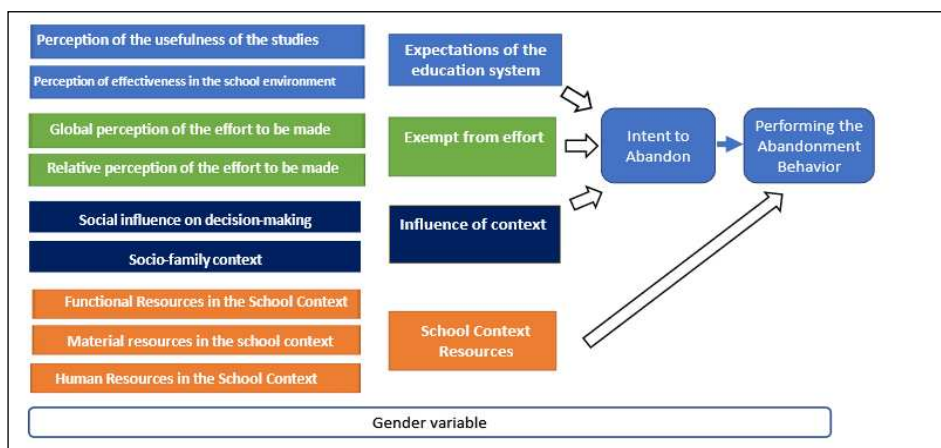 Perception of the usefulness of the studies
Perception of effectiveness in the school environment
Global perception of the effort to be made
Relative perception of the effort to be made
Social influence on decision-making
Socio-family context
Functional Resources in the School Context
Material resources in the school context
Human Resources in the School Context
Expectations of the
education system
Exempt from effort
Influence of context
School Context
Resources
Intent to
Abandon
Performing the
Abandonment
Behavior
Gender variable